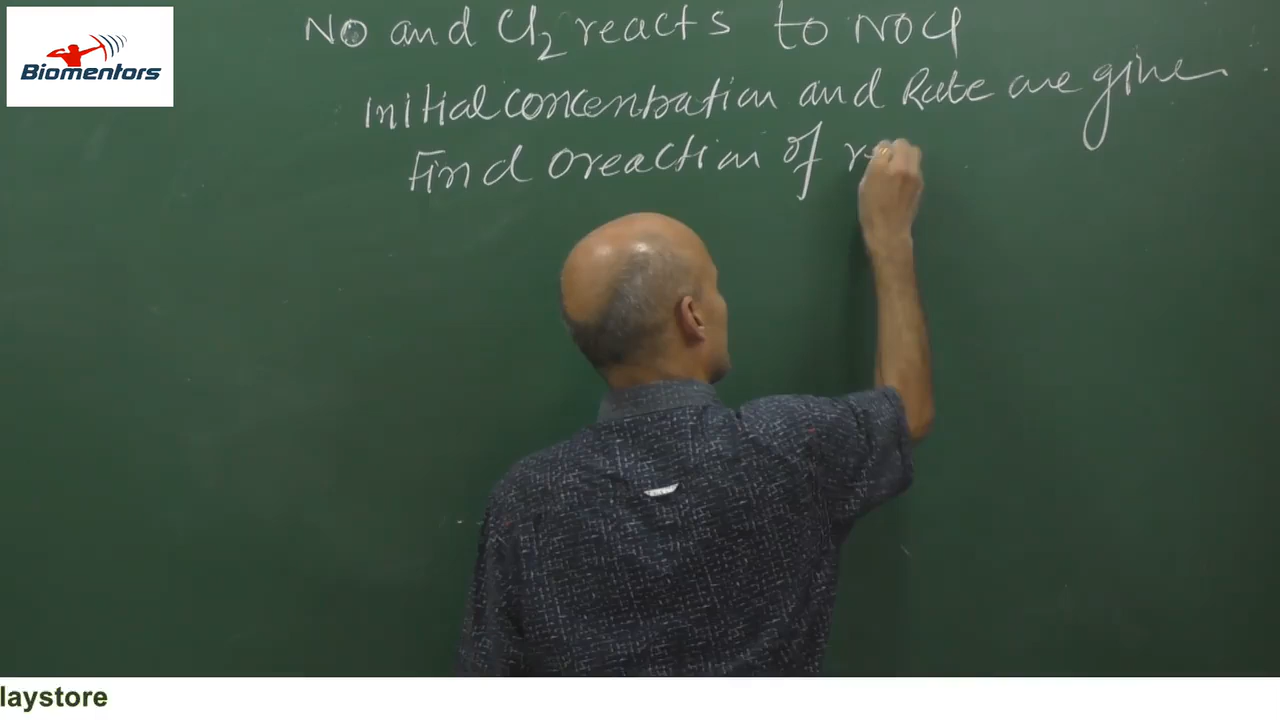 Biomentors
NO and Cl2 reacts to NOCl
Initial concentration and Rate are given.
Find Oreaction of
laystore